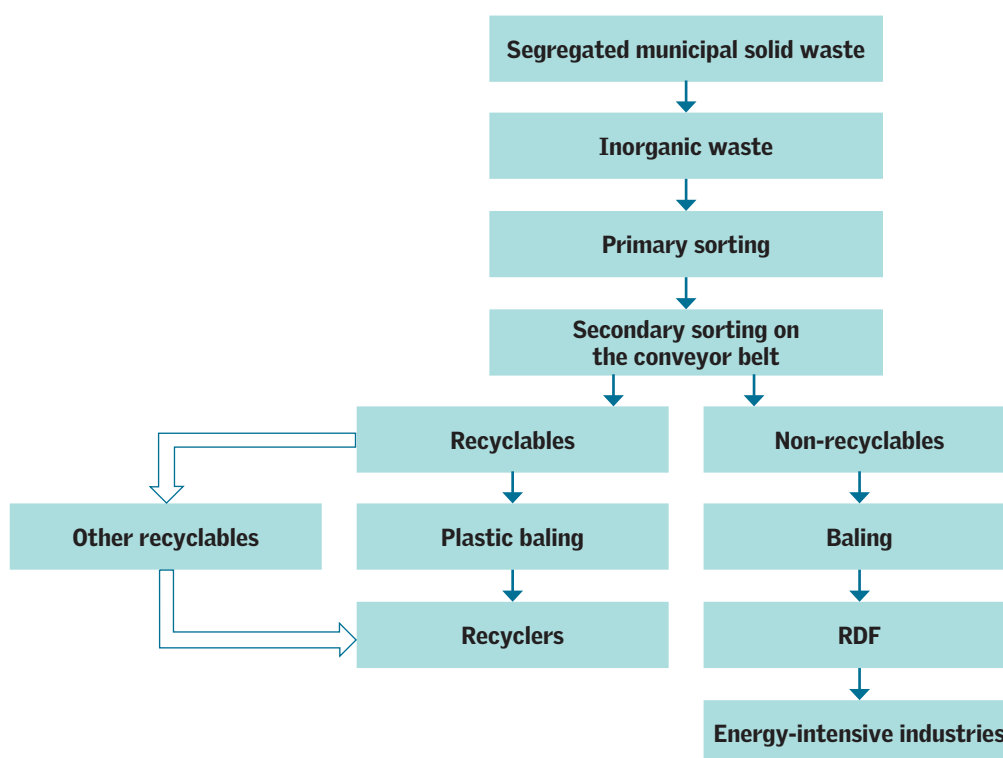 Segregated municipal solid waste
Inorganic waste
Primary sorting
Secondary sorting on
the conveyor belt
Recyclables
Non-recyclables
Other recyclables
Plastic baling
Baling
Recyclers
RDF
Energy-intensive industries